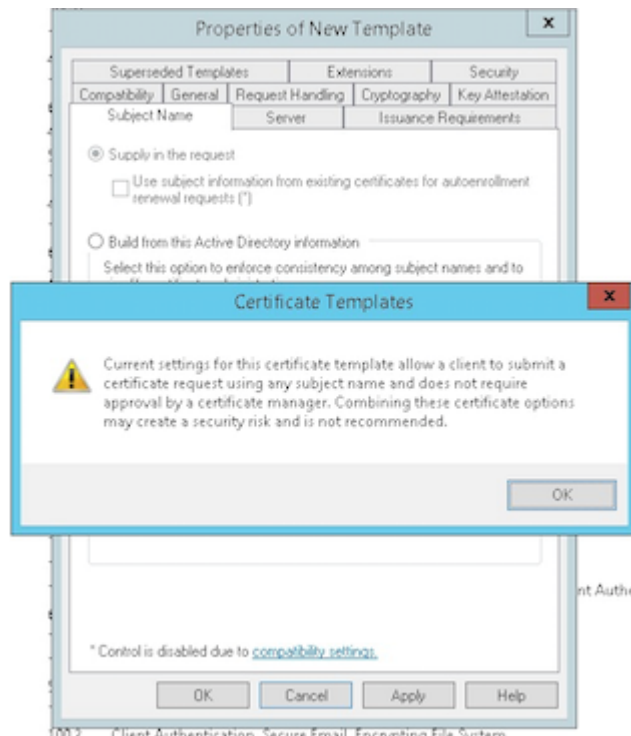 Properties of New Template
x
Superseded Templates Extensions Security
Compatibility General Request Handling Cryptography Key Attestation
Subject Name Server Issuance Requirements
Supply in the request
Use subject information from existing certificates for autoenrollment
renewal requests (*)
Build from this Active Directory information
Select this option to enforce consistency among subject names and to
Certificate Templates
x
Current settings for this certificate template allow a client to submit a
certificate request using any subject name and does not require
approval by a certificate manager. Combining these certificate options
may create a security risk and is not recommended.
OK
nt Authe
* Control is disabled due to compatibility settings.
OK Cancel Apply Help
Client Authentication, Secure Email, Encrypting File System